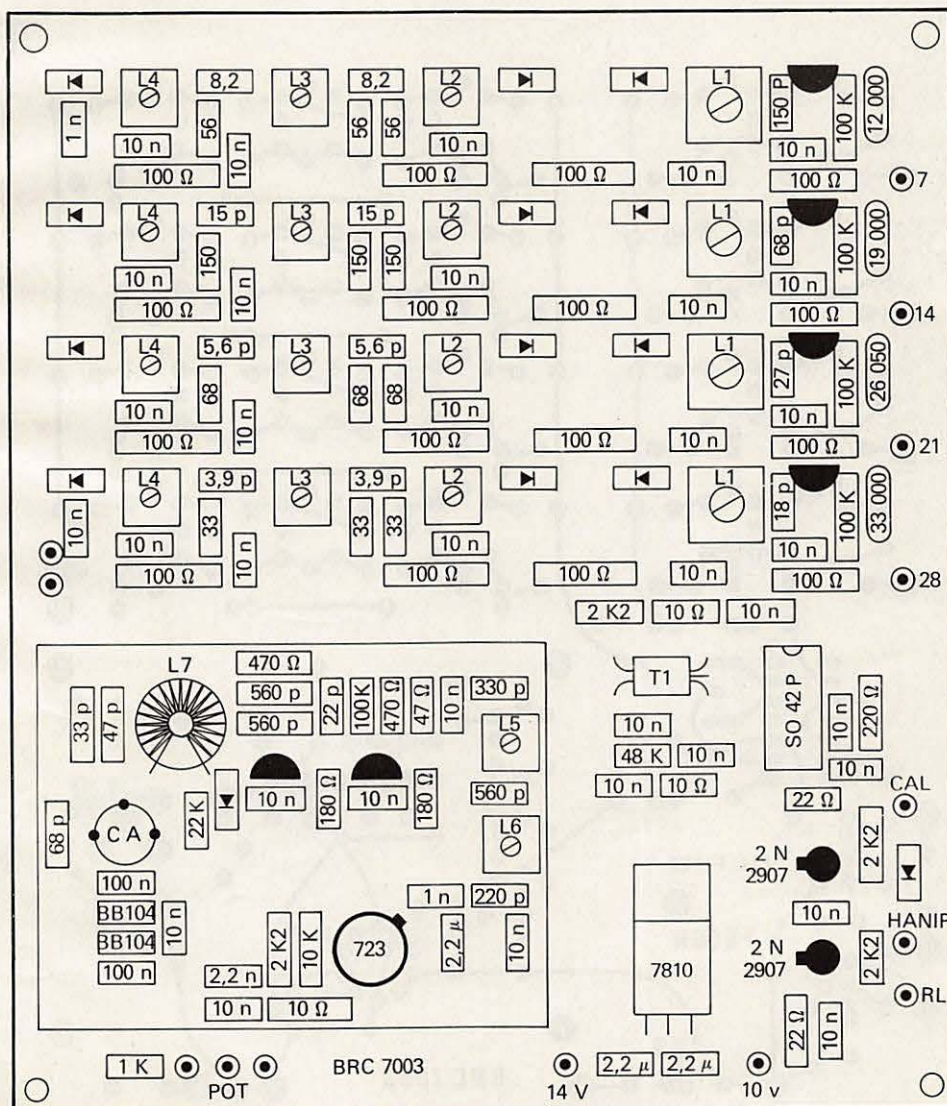 L4 8,2 L3 8,2 L2 L1 150 P 100 K 12 000
1 n 56 56 56
10 n 10 n 10 n 10 n
100 Ω 100 Ω 100 Ω 10 n 100 Ω 7
L4 15 p L3 15 p L2 L1 68 p 100 K 19 000
150 150 150
10 n 10 n 10 n 10 n
100 Ω 100 Ω 100 Ω 10 n 100 Ω 14
L4 5,6 p L3 5,6 p L2 L1 27 p 100 K 26 050
68 68 68
10 n 10 n 10 n 10 n
100 Ω 100 Ω 100 Ω 10 n 100 Ω 21
L4 3,9 p L3 3,9 p L2 L1 18 p 100 K 33 000
10 n 33 33 33
10 n 10 n 10 n 10 n
100 Ω 100 Ω 100 Ω 10 n 100 Ω 28
2 K2 10 Ω 10 n
L7 470 Ω
560 p
560 p
33 p 47 p 22 p 100K 470 Ω 47 Ω 10 n 330 p
L5
T1
SO 42 P 10 n 220 Ω
10 n
48 K 10 n 10 n
10 n 10 Ω
22 Ω CAL
68 p C A 22 K 10 n 180 Ω 10 n 180 Ω 560 p
L6
2 N
2907
2 K2
10 n
HANIF
2 N
2907
2 K2
RL
100 n
BB104
BB104
100 n
10 n
1 n 220 p
2 K2 10 K 723 2,2 µ 10 n
2,2 n
10 n 10 Ω
7810
22 Ω 10 n
1 K POT BRC 7003 14 V 2,2 µ 2,2 µ 10 v